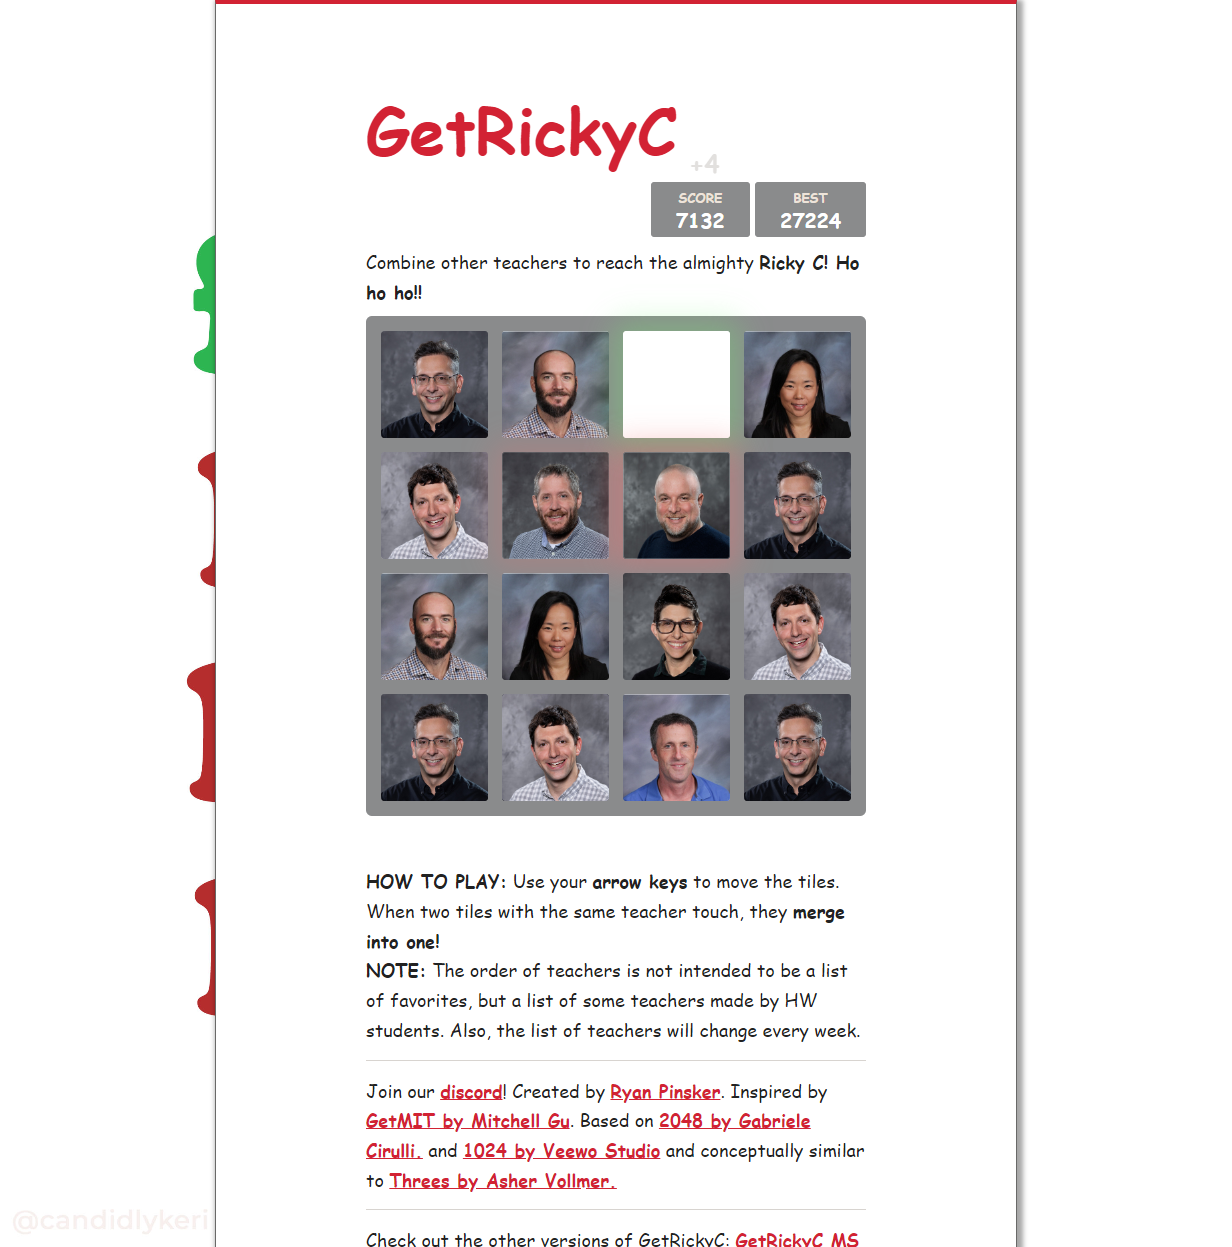 GetRickyC
+4
SCORE
7132
BEST
27224
Combine other teachers to reach the almighty Ricky C! Ho
ho ho!!
HOW TO PLAY: Use your arrow keys to move the tiles.
When two tiles with the same teacher touch, they merge
into one!
NOTE: The order of teachers is not intended to be a list
of favorites, but a list of some teachers made by HW
students. Also, the list of teachers will change every week.
Join our discord! Created by Ryan Pinsker. Inspired by
GetMIT by Mitchell Gu. Based on 2048 by Gabriele
Cirulli. and 1024 by Veewo Studio and conceptually similar
to Threes by Asher Vollmer.
@candidlykeri
Check out the other versions of GetRickyC: GetRickyC MS